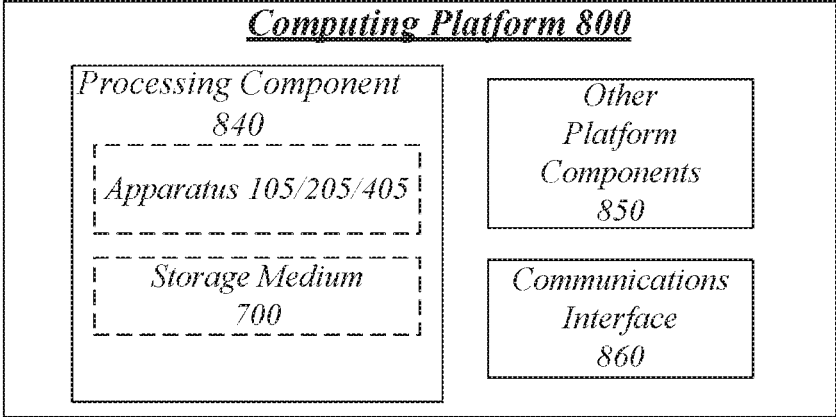 Computing Platform 800
Processing Component
840
Apparatus 105/205/405
Storage Medium
700
Other
Platform
Components
850
Communications
Interface
860